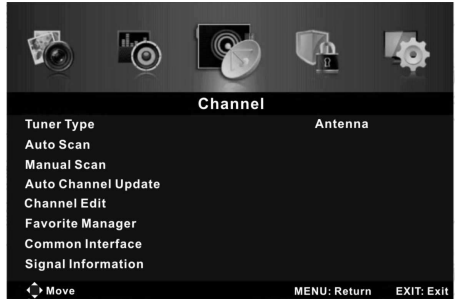 Channel
Tuner Type Antenna
Auto Scan
Manual Scan
Auto Channel Update
Channel Edit
Favorite Manager
Common Interface
Signal Information
Move MENU: Return EXIT: Exit